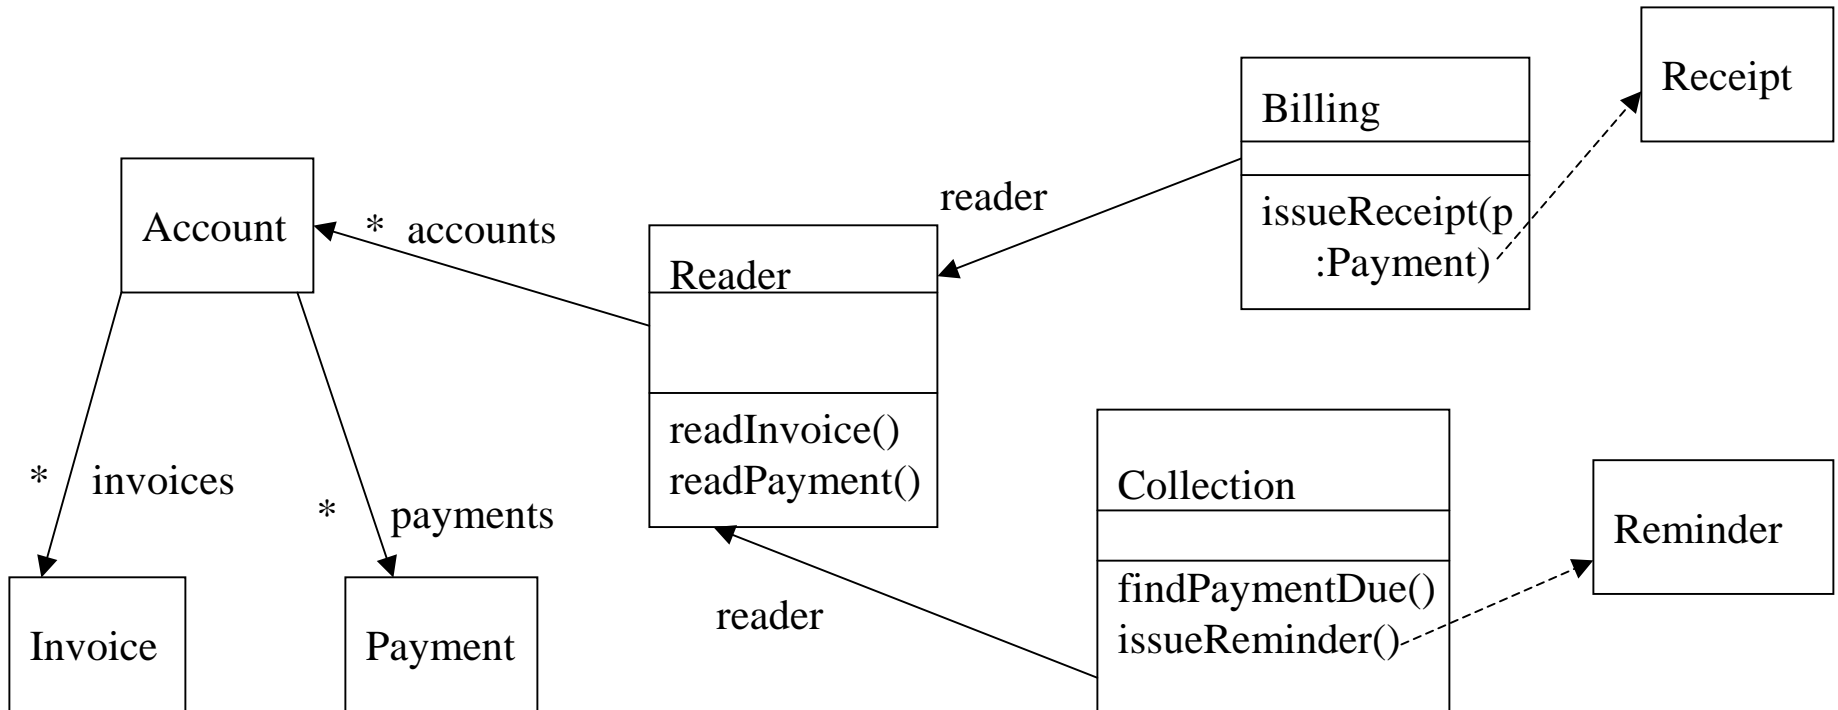 Receipt
Billing
issueReceipt(p
:Payment)
reader
Account
* accounts
Reader
readInvoice()
readPayment()
* invoices
* payments
Invoice
Payment
reader
Collection
findPaymentDue()
issueReminder()
Reminder